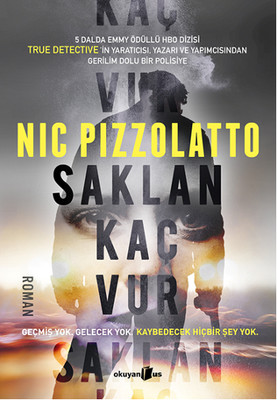 KAÇ
5 DALDA EMMY ÖDÜLLÜ HBO DİZİSİ
TRUE DETECTIVE'İN YARATICISI, YAZARI VE YAPIMCISINDAN
GERİLİM DOLU BİR POLİSİYE
VUR
NIC PIZZOLATTO
SAKLAN
KAÇ
VUR
ROMAN
GEÇMİŞ YOK. GELECEK YOK. KAYBEDECEK HİÇBİR ŞEY YOK.
SAKLAN
okuyan us